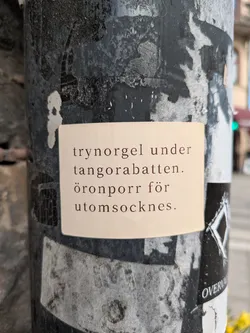 trynorgel under
tangorabatten.
öronporr för
utomsocknes.